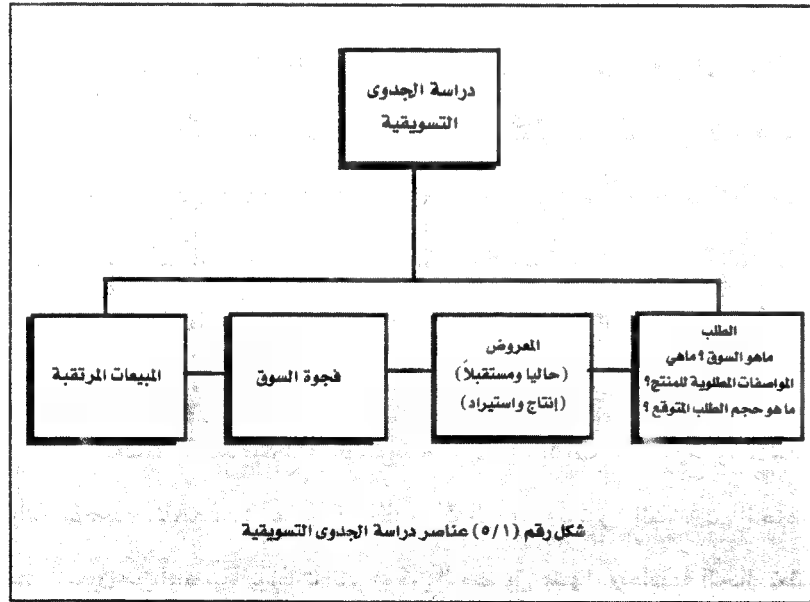 دراسة الجدوى
التسويقية
الطلب
ماهو السوق ؟ ماهي
المواصفات المطلوبة للمنتج؟
ما هو حجم الطلب المتوقع ؟
المعروض
(حاليا ومستقبلاً)
(إنتاج واستيراد)
فجوة السوق
المبيعات المرتقبة
شكل رقم (٥/١) عناصر دراسة الجدوى التسويقية